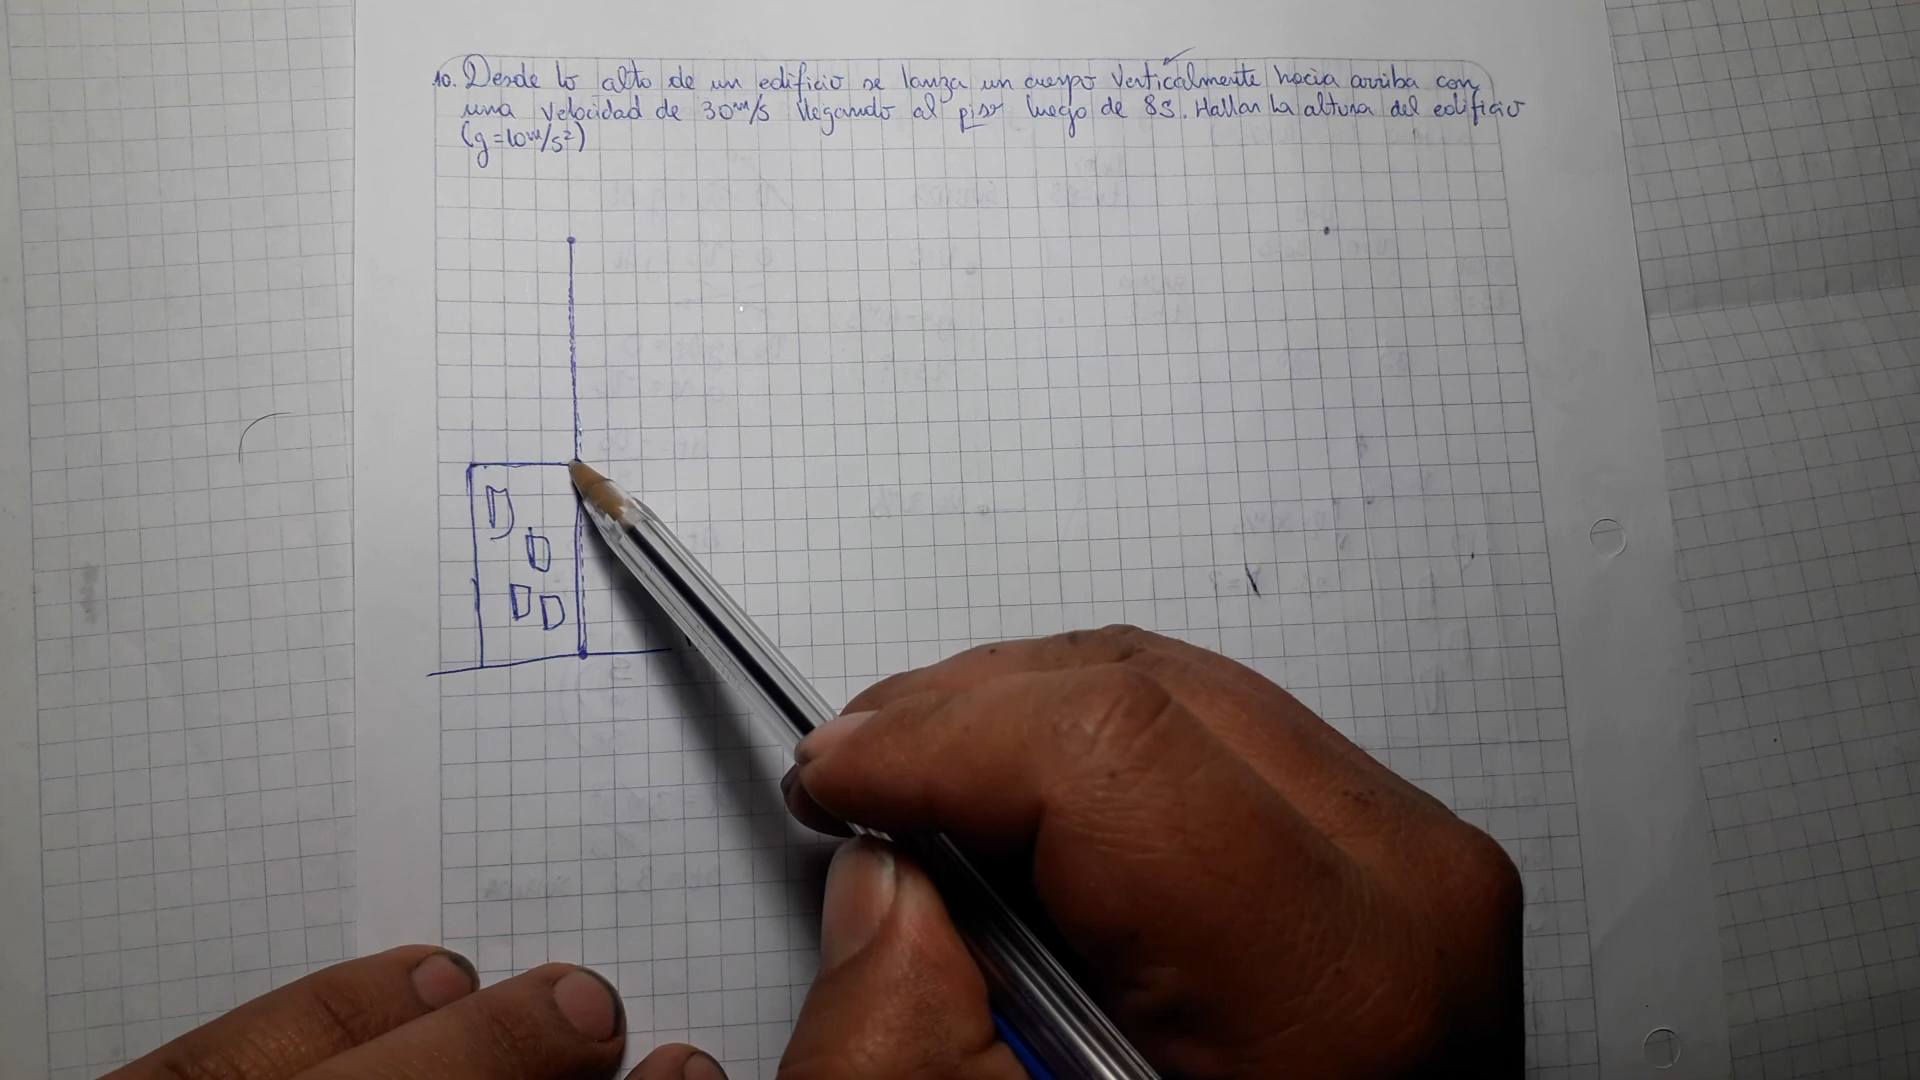 10. Desde lo alto de un edificio se lanza un cuerpo verticalmente hacia arriba con
una velocidad de 30m/s llegando al piso luego de 8s. Hallar la altura del edificio
(g=10m/s²)